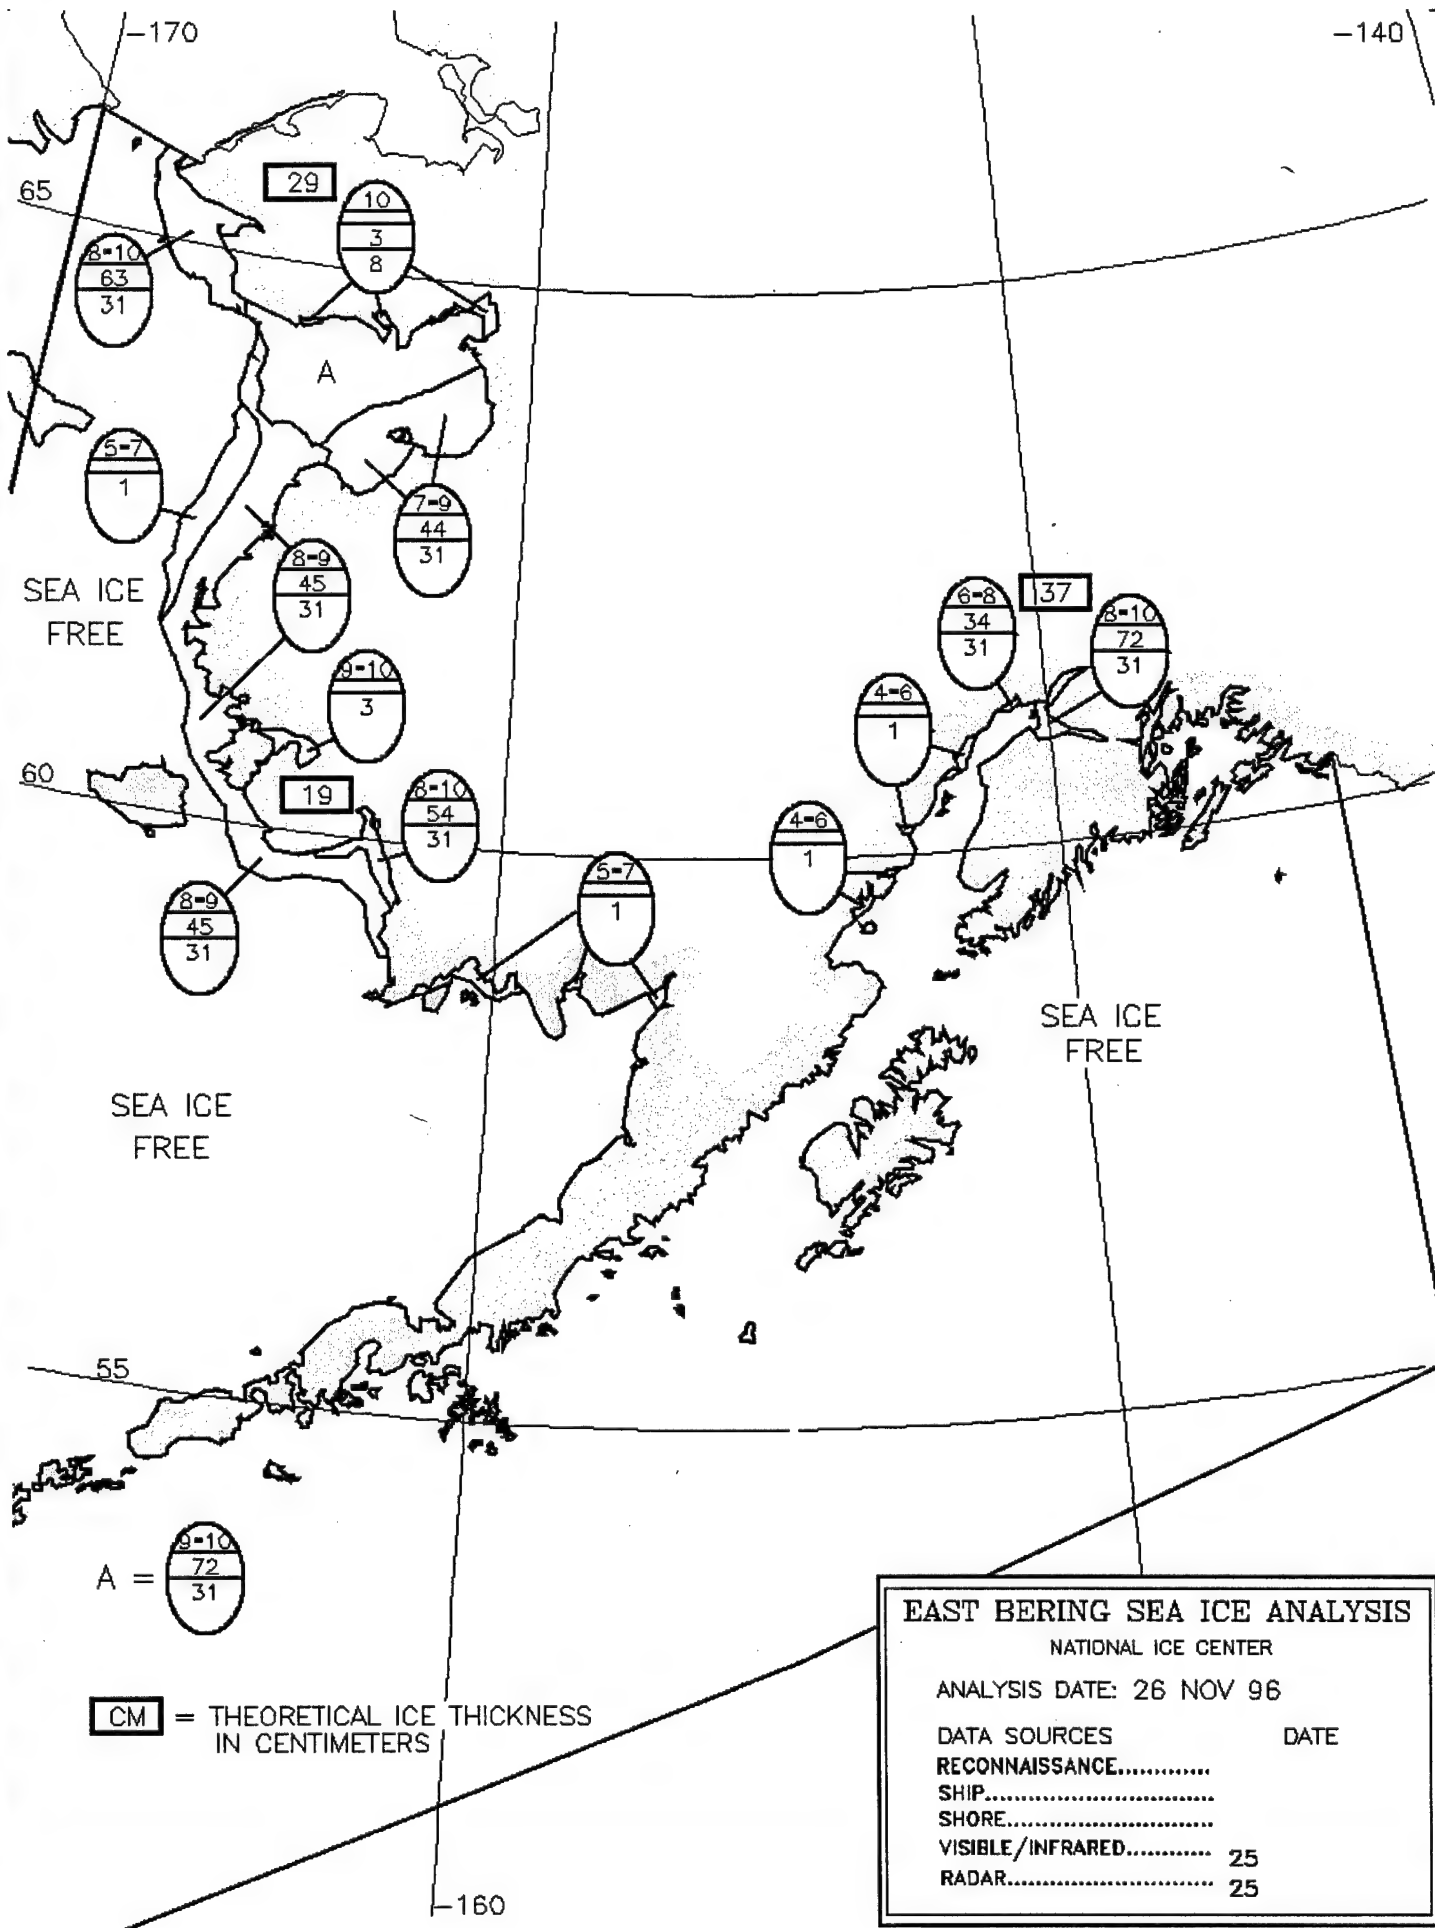 -170
-140
65
29
10
3
8
8-10
63
31
A
5-7
1
7-9
44
31
SEA ICE
FREE
8-9
45
31
6-8
34
31
37
8-10
72
31
9-10
3
4-6
1
60
19
8-10
54
31
4-6
1
5-7
1
8-9
45
31
SEA ICE
FREE
SEA ICE
FREE
55
A =
9-10
72
31
CM = THEORETICAL ICE THICKNESS
IN CENTIMETERS
-160
EAST BERING SEA ICE ANALYSIS
NATIONAL ICE CENTER
ANALYSIS DATE: 26 NOV 96
DATA SOURCES DATE
RECONNAISSANCE.............
SHIP.................................
SHORE..............................
VISIBLE/INFRARED............ 25
RADAR.............................. 25